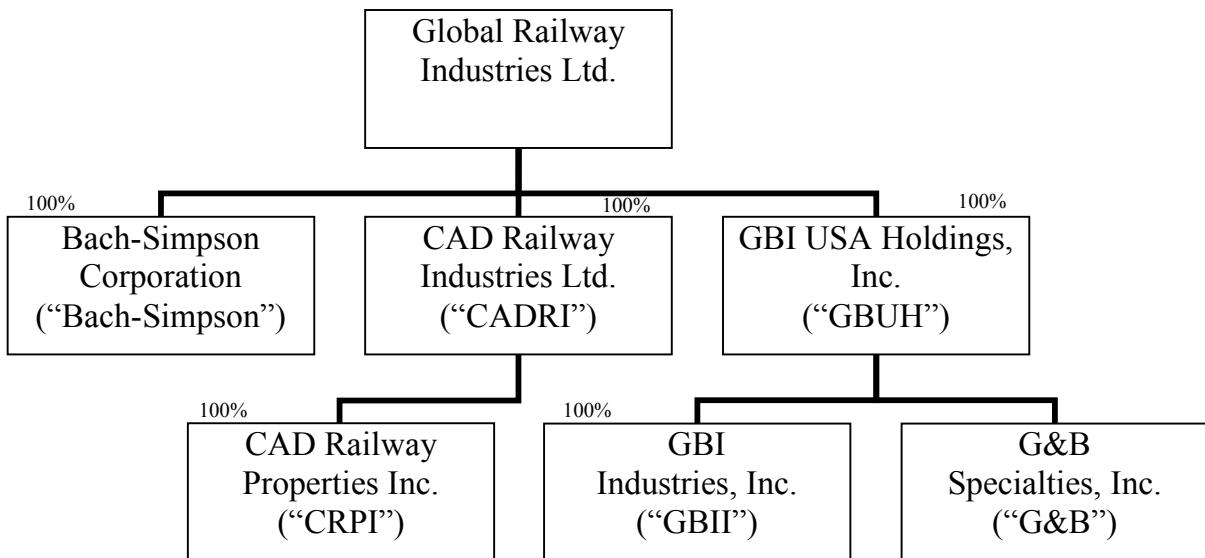 Global Railway
Industries Ltd.
100%
100%
100%
Bach-Simpson
Corporation
(“Bach-Simpson”)
CAD Railway
Industries Ltd.
(“CADRI”)
GBI USA Holdings,
Inc.
(“GBUH”)
100%
100%
CAD Railway
Properties Inc.
(“CRPI”)
GBI
Industries, Inc.
(“GBII”)
G&B
Specialties, Inc.
(“G&B”)